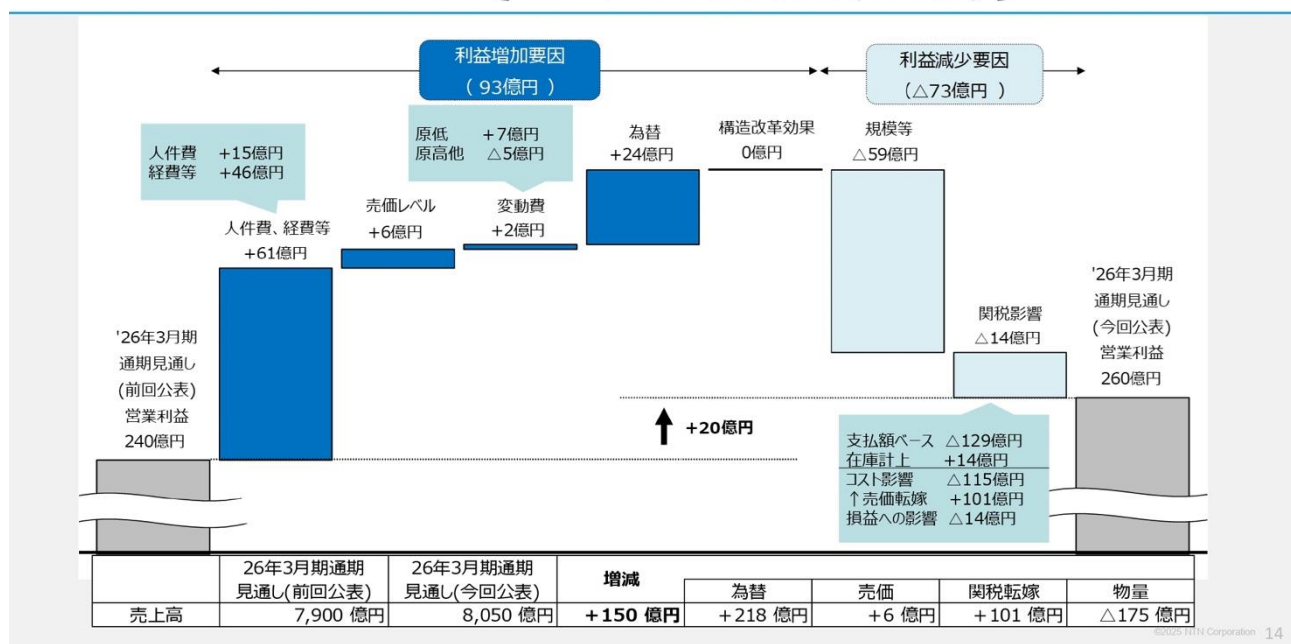 利益増加要因
( 93億円 )
利益減少要因
(△73億円 )
人件費 +15億円
経費等 +46億円
原低 +7億円
原高他 △5億円
人件費、経費等
+61億円
売価レベル
+6億円
変動費
+2億円
為替
+24億円
構造改革効果
0億円
規模等
△59億円
関税影響
△14億円
'26年3月期
通期見通し
(前回公表)
営業利益
240億円
'26年3月期
通期見通し
(今回公表)
営業利益
260億円
+20億円
支払額ベース △129億円
在庫計上 +14億円
コスト影響 △115億円
↑売価転嫁 +101億円
損益への影響 △14億円
26年3月期通期 26年3月期通期
見通し(前回公表) 見通し(今回公表) 増減 為替 売価 関税転嫁 物量
売上高 7,900 億円 8,050 億円 +150 億円 +218 億円 +6 億円 +101 億円 △175 億円
©2025 NTN Corporation 14